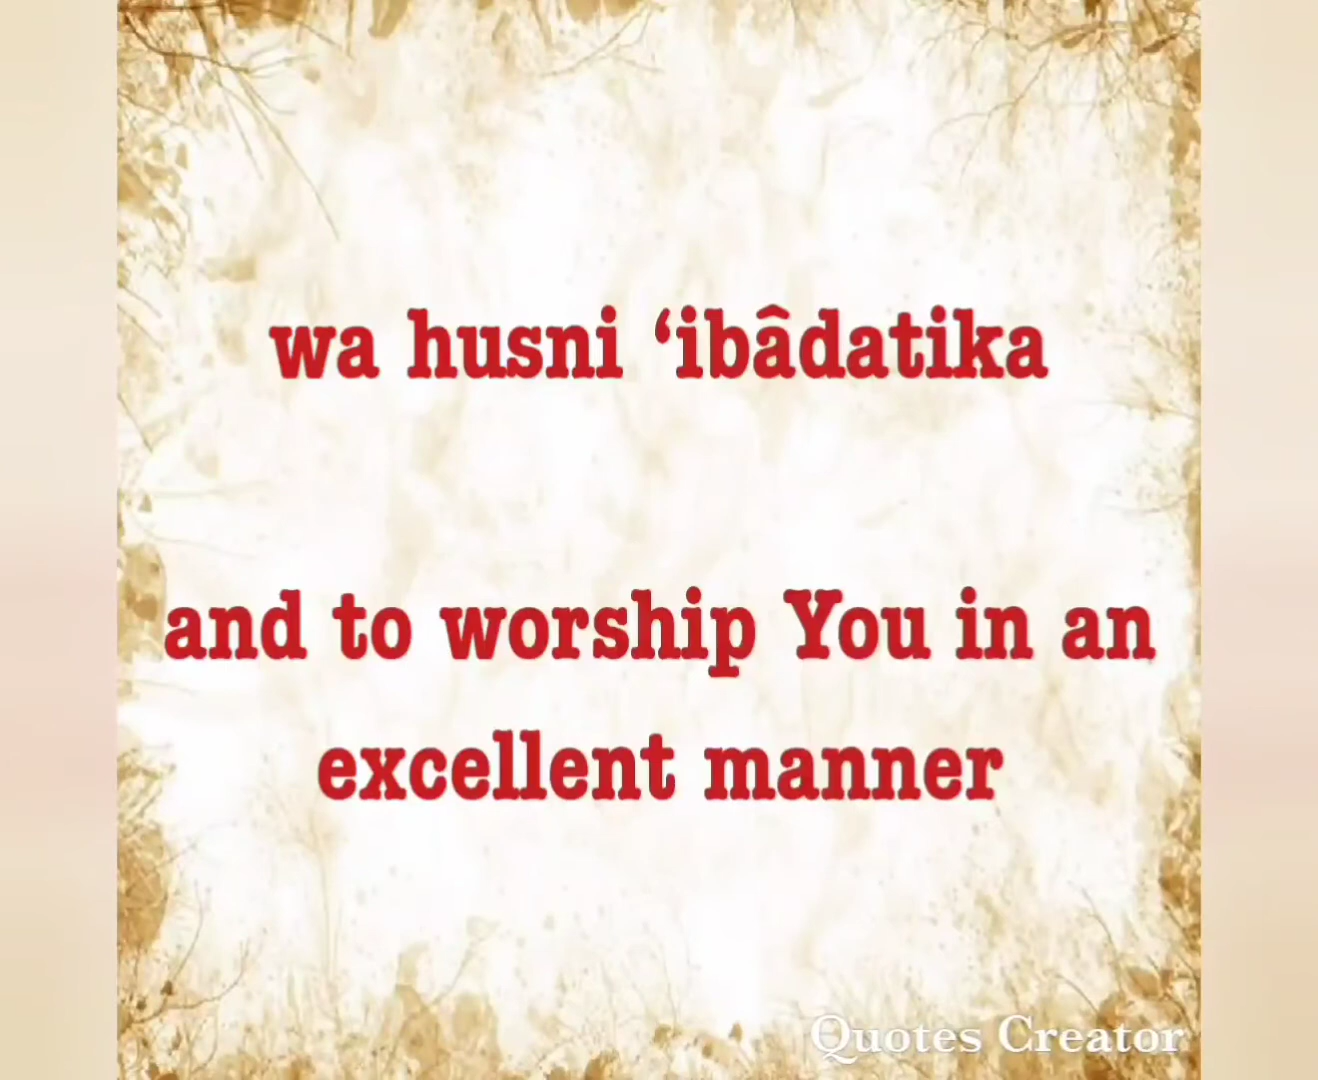 wa husni ‘ibâdatika
and to worship You in an
excellent manner
Quotes Creator